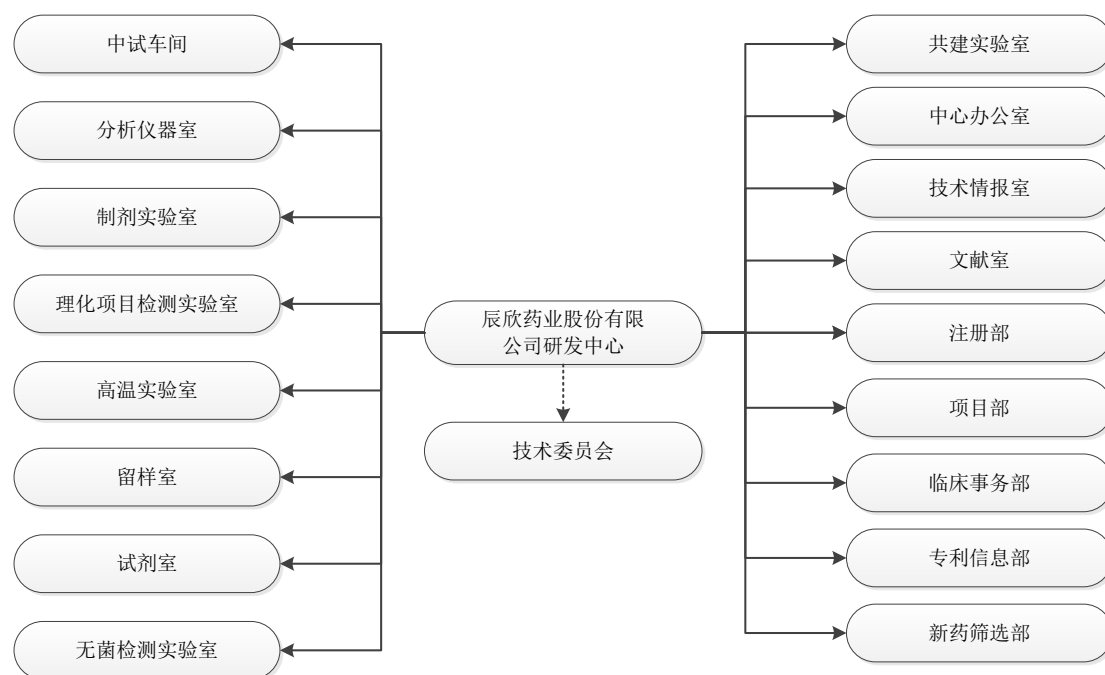 中试车间
分析仪器室
制剂实验室
理化项目检测实验室
高温实验室
留样室
试剂室
无菌检测实验室
辰欣药业股份有限
公司研发中心
技术委员会
共建实验室
中心办公室
技术情报室
文献室
注册部
项目部
临床事务部
专利信息部
新药筛选部